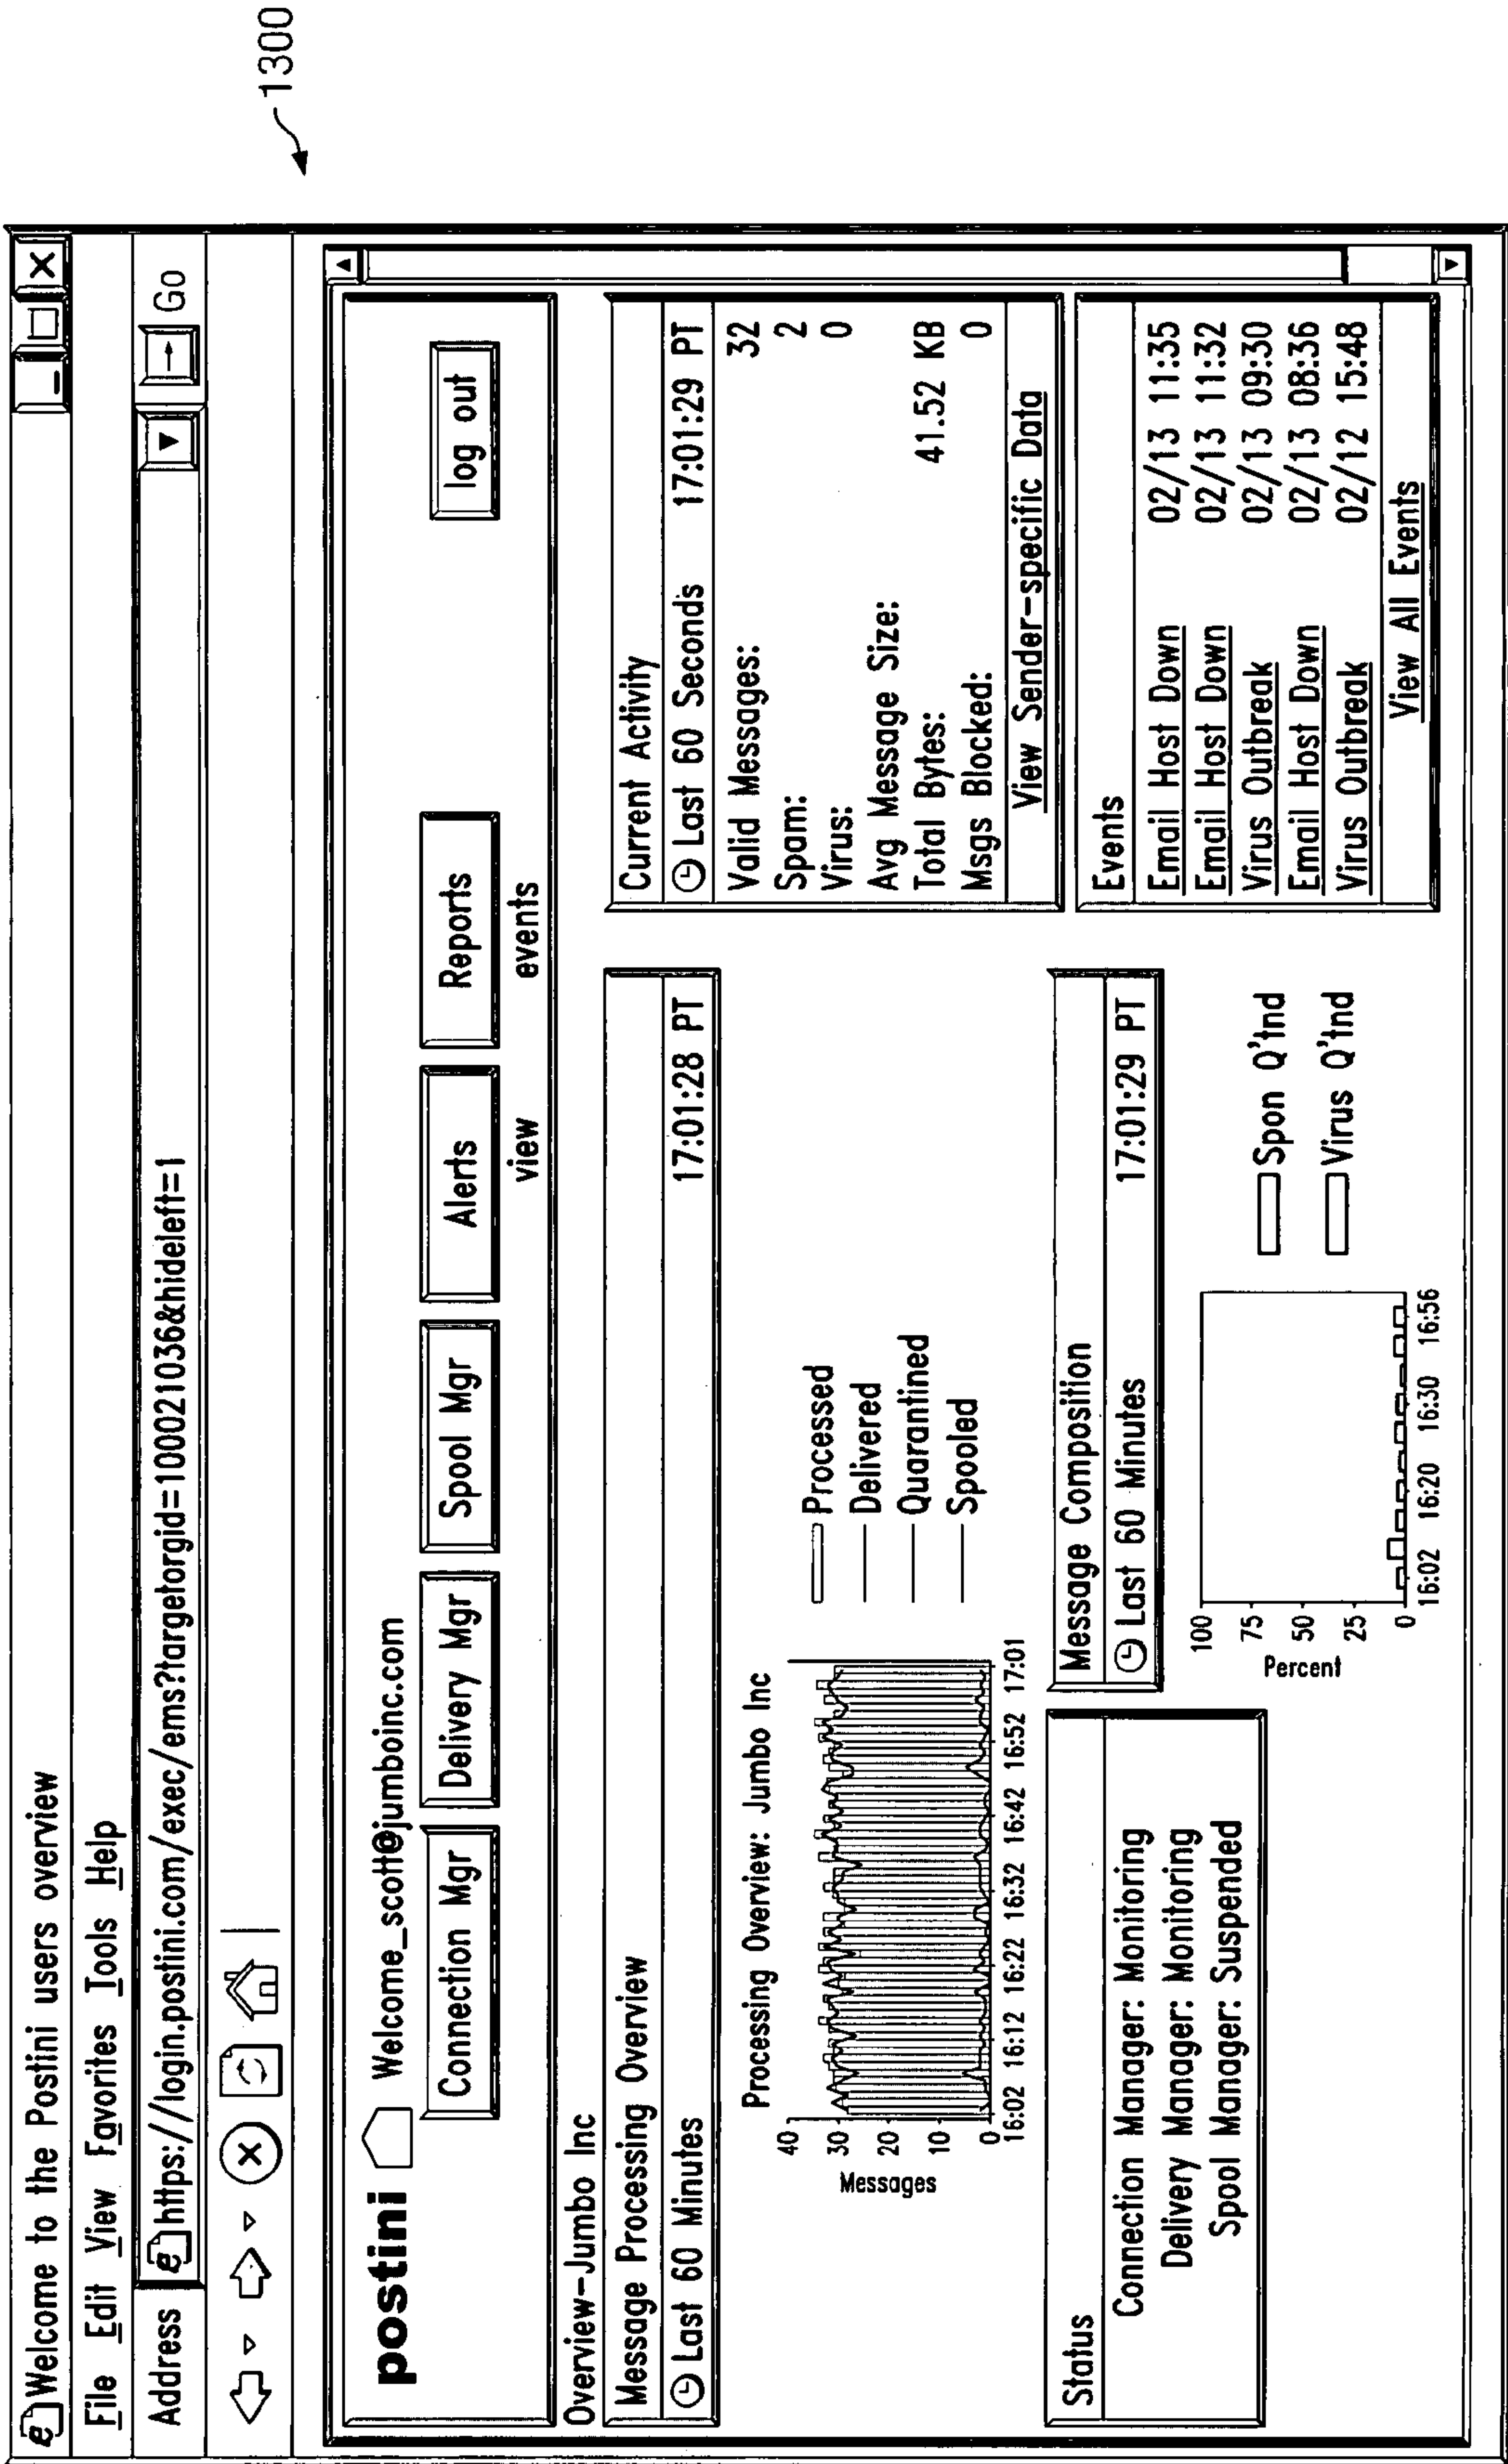 1300
Welcome to the Postini users overview
File Edit View Favorites Tools Help
Address https://login.postini.com/exec/ems?targetorgid=100021036&hideleft=1 Go
postini Welcome_scott@jumboinc.com
log out
Connection Mgr Delivery Mgr Spool Mgr Alerts Reports
view events
Overview-Jumbo Inc
Message Processing Overview
Last 60 Minutes 17:01:28 PT
Processing Overview: Jumbo Inc
Messages
40
30
20
10
0
16:02 16:12 16:22 16:32 16:42 16:52 17:01
Processed
Delivered
Quarantined
Spooled
Current Activity
Last 60 Seconds 17:01:29 PT
Valid Messages: 32
Spam: 2
Virus: 0
Avg Message Size:
Total Bytes: 41.52 KB
Msgs Blocked: 0
View Sender-specific Data
Status
Connection Manager: Monitoring
Delivery Manager: Monitoring
Spool Manager: Suspended
Message Composition
Last 60 Minutes 17:01:29 PT
Percent
100
75
50
25
0
16:02 16:20 16:30 16:56
Spon Q'tnd
Virus Q'tnd
Events
Email Host Down 02/13 11:35
Email Host Down 02/13 11:32
Virus Outbreak 02/13 09:30
Email Host Down 02/13 08:36
Virus Outbreak 02/12 15:48
View All Events